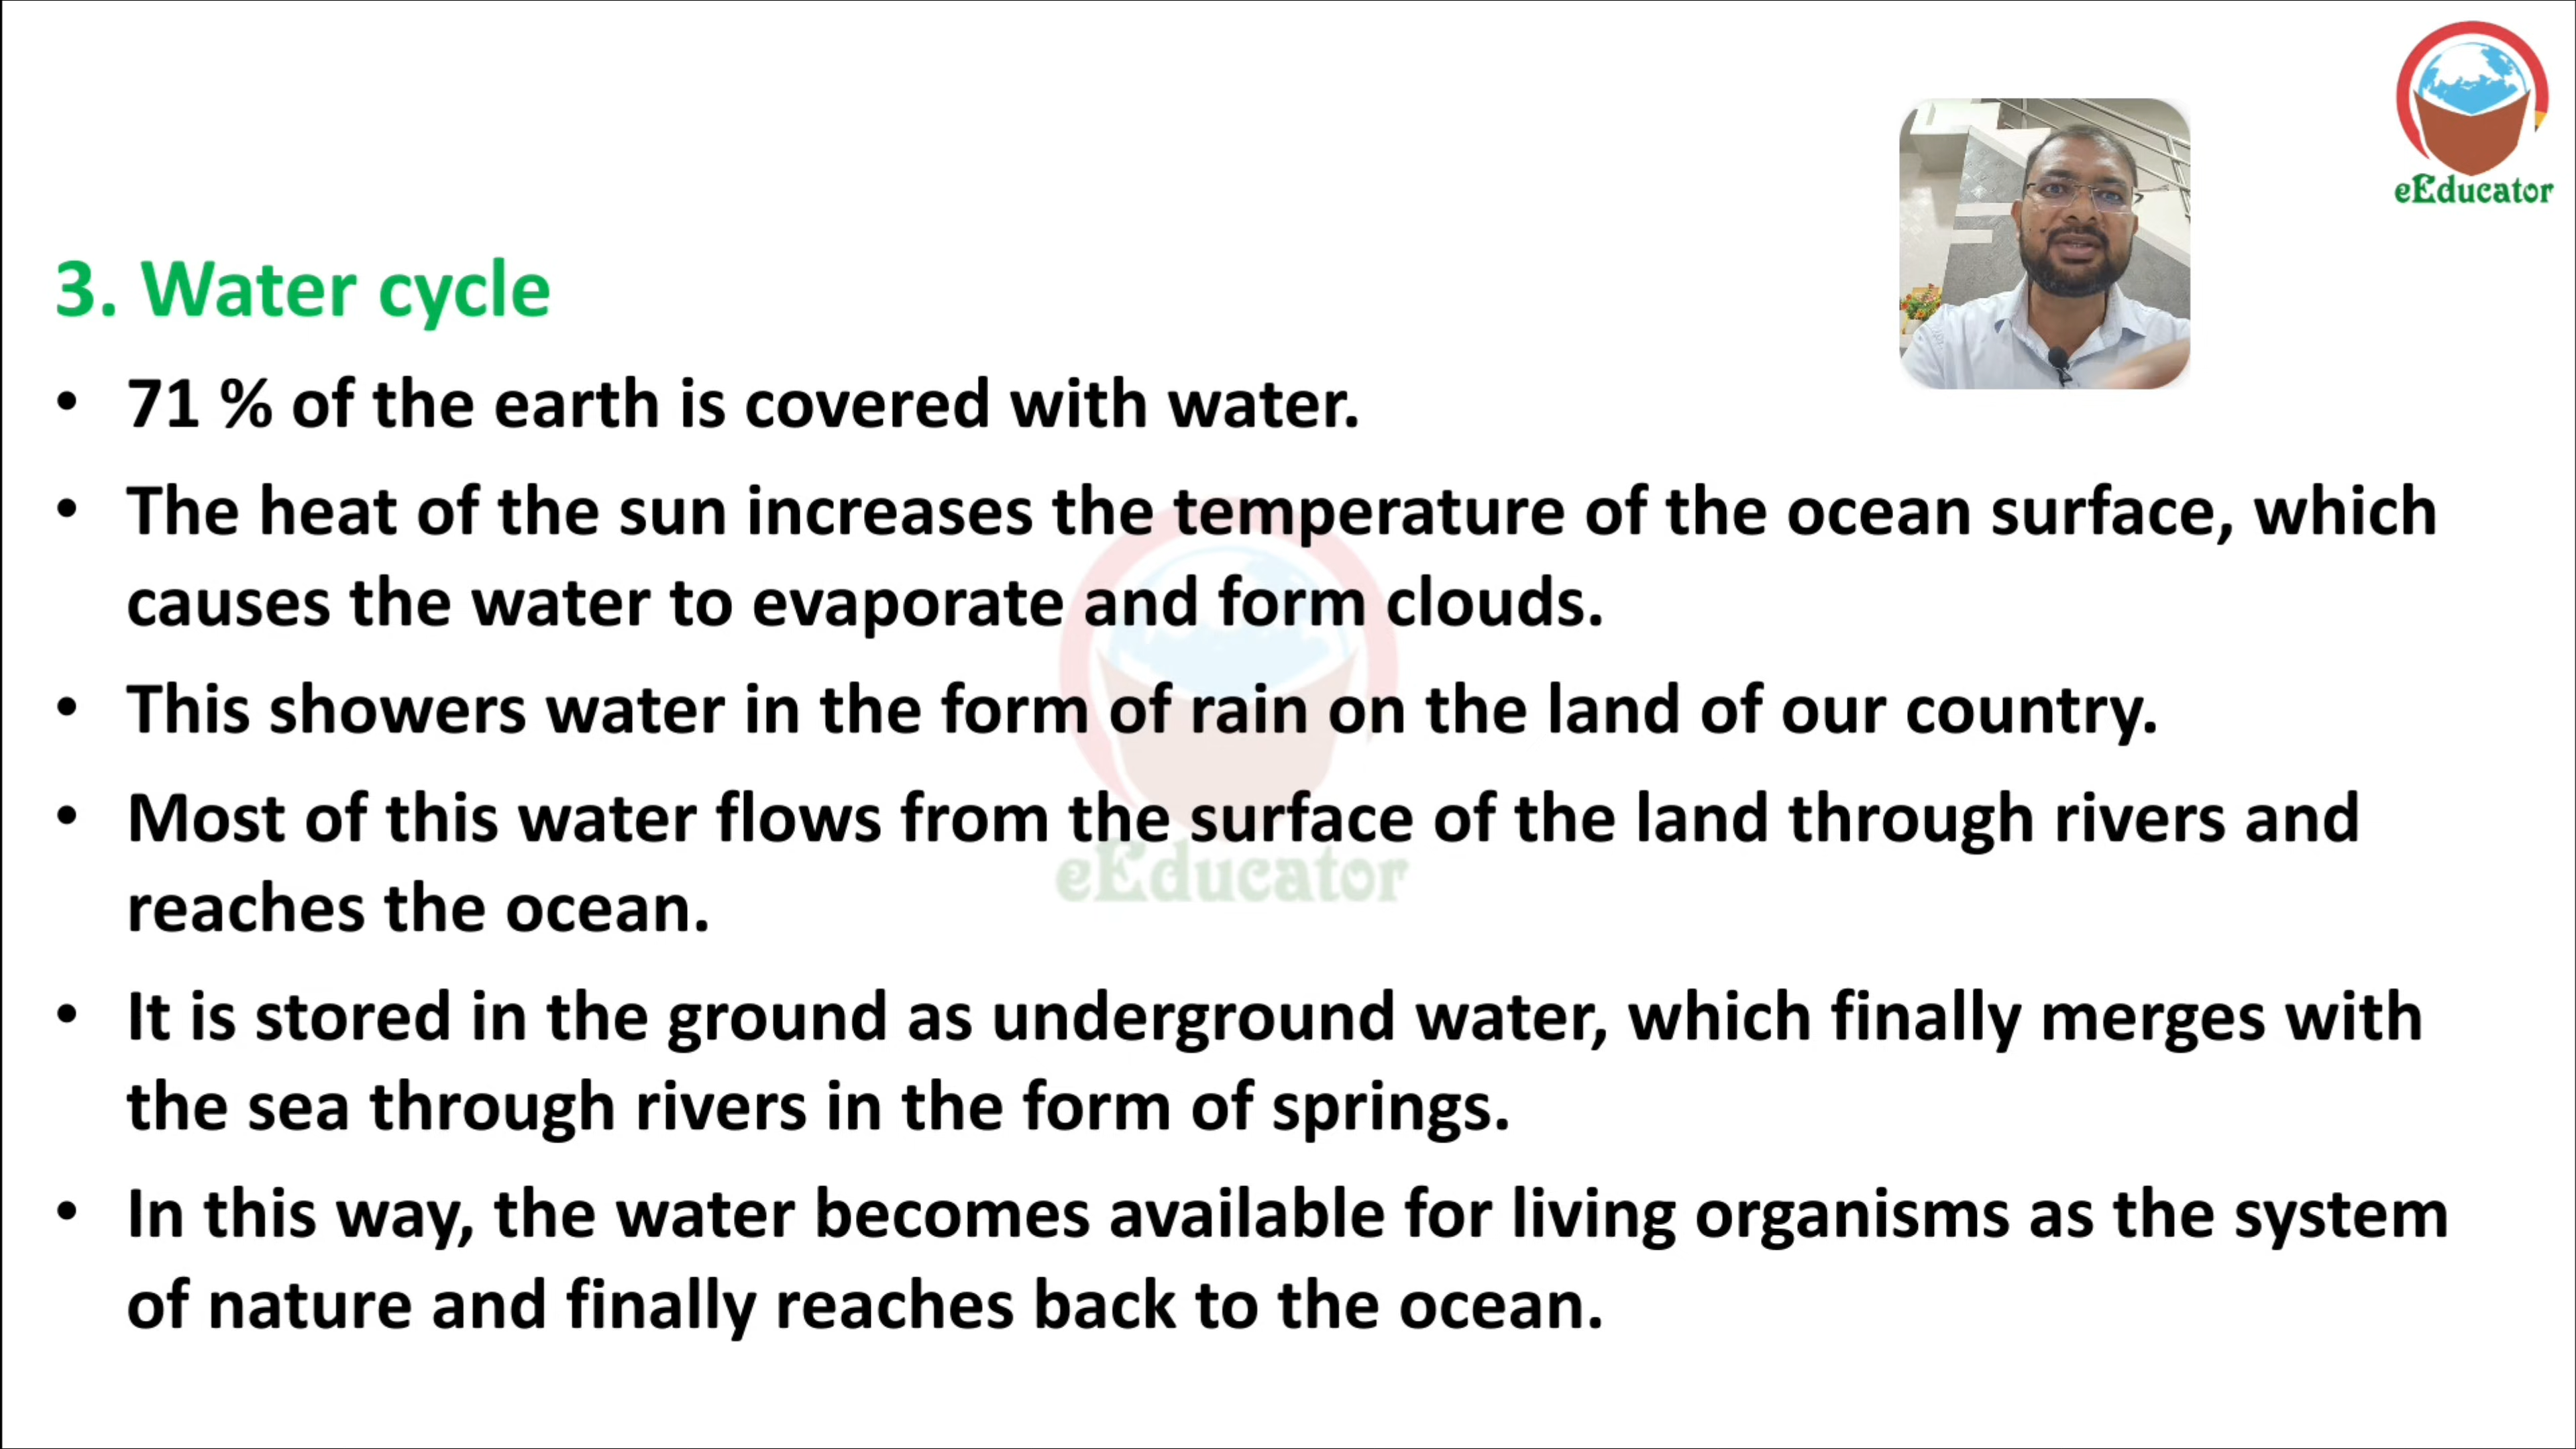 eEducator
3. Water cycle
• 71 % of the earth is covered with water.
• The heat of the sun increases the temperature of the ocean surface, which
causes the water to evaporate and form clouds.
• This showers water in the form of rain on the land of our country.
• Most of this water flows from the surface of the land through rivers and
reaches the ocean.
eEducator
• It is stored in the ground as underground water, which finally merges with
the sea through rivers in the form of springs.
• In this way, the water becomes available for living organisms as the system
of nature and finally reaches back to the ocean.